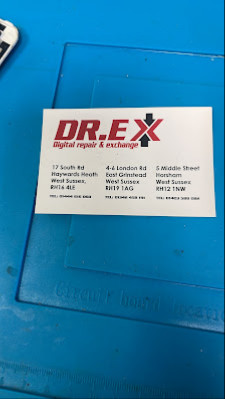 DR.EX
Digital repair & exchange
17 South Rd
Haywards Heath
West Sussex,
RH16 4LE
4-6 London Rd
East Grinstead
West Sussex
RH19 1AG
5 Middle Street
Horsham
West Sussex
RH12 1NW